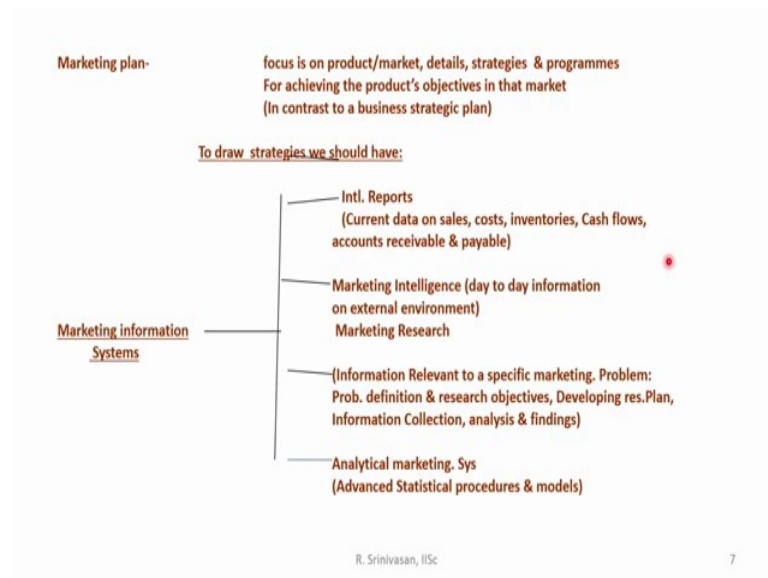 Marketing plan- focus is on product/market, details, strategies & programmes
For achieving the product's objectives in that market
(In contrast to a business strategic plan)
To draw strategies we should have:
Intl. Reports
(Current data on sales, costs, inventories, Cash flows,
accounts receivable & payable)
Marketing Intelligence (day to day information
on external environment)
Marketing information
Systems
Marketing Research
(Information Relevant to a specific marketing. Problem:
Prob. definition & research objectives, Developing res.Plan,
Information Collection, analysis & findings)
Analytical marketing. Sys
(Advanced Statistical procedures & models)
R. Srinivasan, IISc
7